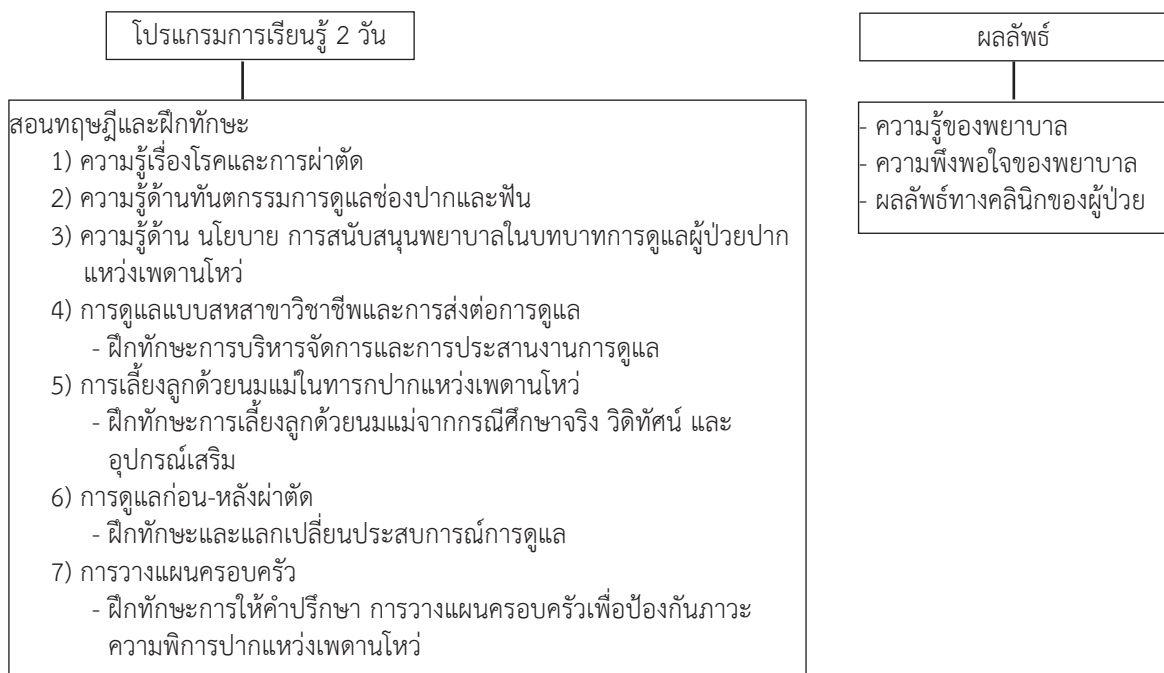 โปรแกรมการเรียนรู้ 2 วัน
สอนทฤษฎีและฝึกทักษะ
1) ความรู้เรื่องโรคและการผ่าตัด
2) ความรู้ด้านทันตกรรมการดูแลช่องปากและฟัน
3) ความรู้ด้าน นโยบาย การสนับสนุนพยาบาลในบทบาทการดูแลผู้ป่วยปาก
แหว่งเพดานโหว่
4) การดูแลแบบสหสาขาวิชาชีพและการส่งต่อการดูแล
- ฝึกทักษะการบริหารจัดการและการประสานงานการดูแล
5) การเลี้ยงลูกด้วยนมแม่ในทารกปากแหว่งเพดานโหว่
- ฝึกทักษะการเลี้ยงลูกด้วยนมแม่จากกรณีศึกษาจริง วิดิทัศน์ และ
อุปกรณ์เสริม
6) การดูแลก่อน-หลังผ่าตัด
- ฝึกทักษะและแลกเปลี่ยนประสบการณ์การดูแล
7) การวางแผนครอบครัว
- ฝึกทักษะการให้คำปรึกษา การวางแผนครอบครัวเพื่อป้องกันภาวะ
ความพิการปากแหว่งเพดานโหว่
ผลลัพธ์
- ความรู้ของพยาบาล
- ความพึงพอใจของพยาบาล
- ผลลัพธ์ทางคลินิกของผู้ป่วย